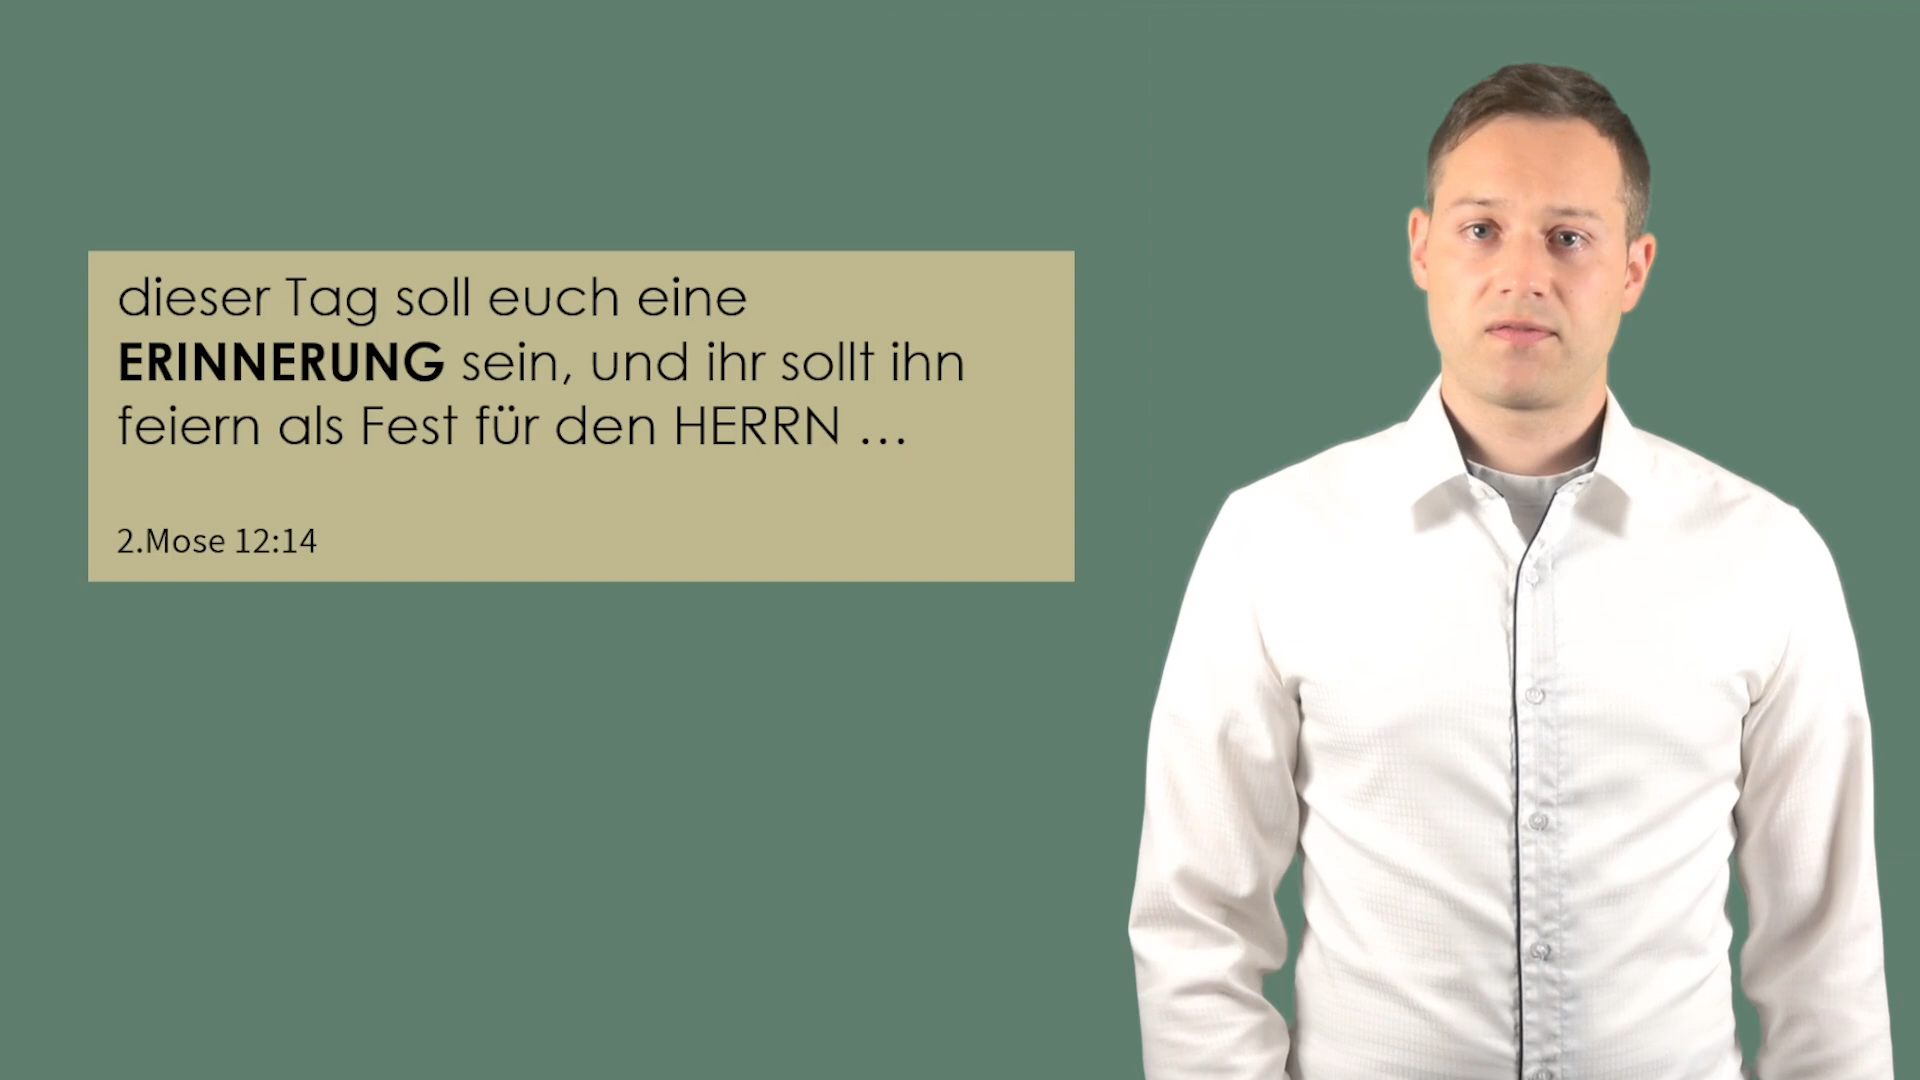 dieser Tag soll euch eine
ERINNERUNG sein, und ihr sollt ihn
feiern als Fest für den HERRN ...
2.Mose 12:14